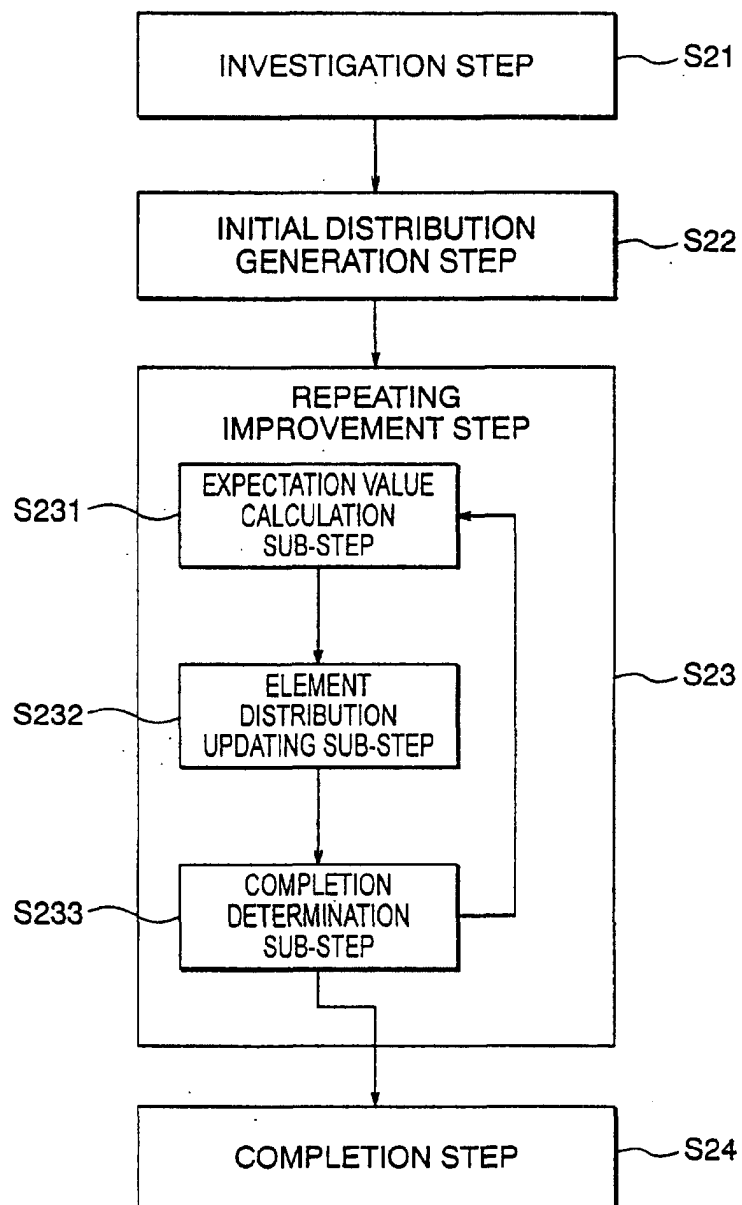 INVESTIGATION STEP
S21
INITIAL DISTRIBUTION
GENERATION STEP
S22
REPEATING
IMPROVEMENT STEP
S231
EXPECTATION VALUE
CALCULATION
SUB-STEP
S23
S232
ELEMENT
DISTRIBUTION
UPDATING SUB-STEP
S233
COMPLETION
DETERMINATION
SUB-STEP
COMPLETION STEP
S24